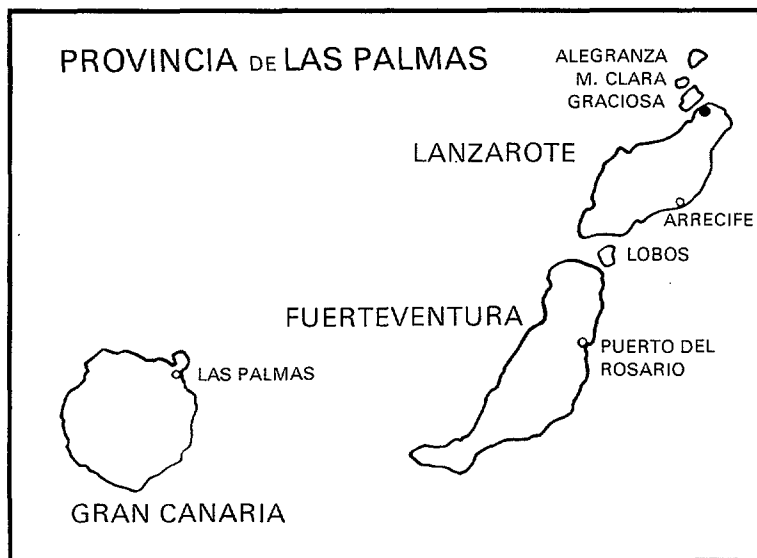 PROVINCIA DE LAS PALMAS
ALEGRANZA
M. CLARA
GRACIOSA
LANZAROTE
ARRECIFE
LOBOS
FUERTEVENTURA
PUERTO DEL
ROSARIO
LAS PALMAS
GRAN CANARIA